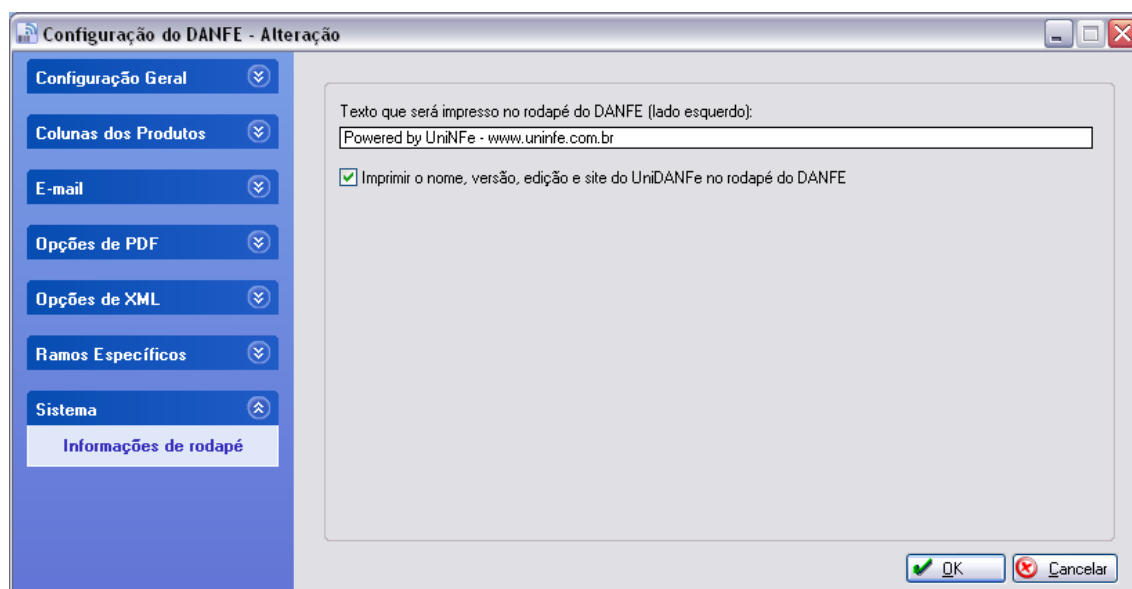 Configuração do DANFE - Alteração
Configuração Geral
Colunas dos Produtos
E-mail
Opções de PDF
Opções de XML
Ramos Específicos
Sistema
Informações de rodapé
Texto que será impresso no rodapé do DANFE (lado esquerdo):
Powered by UniNFe - www.uninfe.com.br
Imprimir o nome, versão, edição e site do UniDANFe no rodapé do DANFE
OK
Cancelar